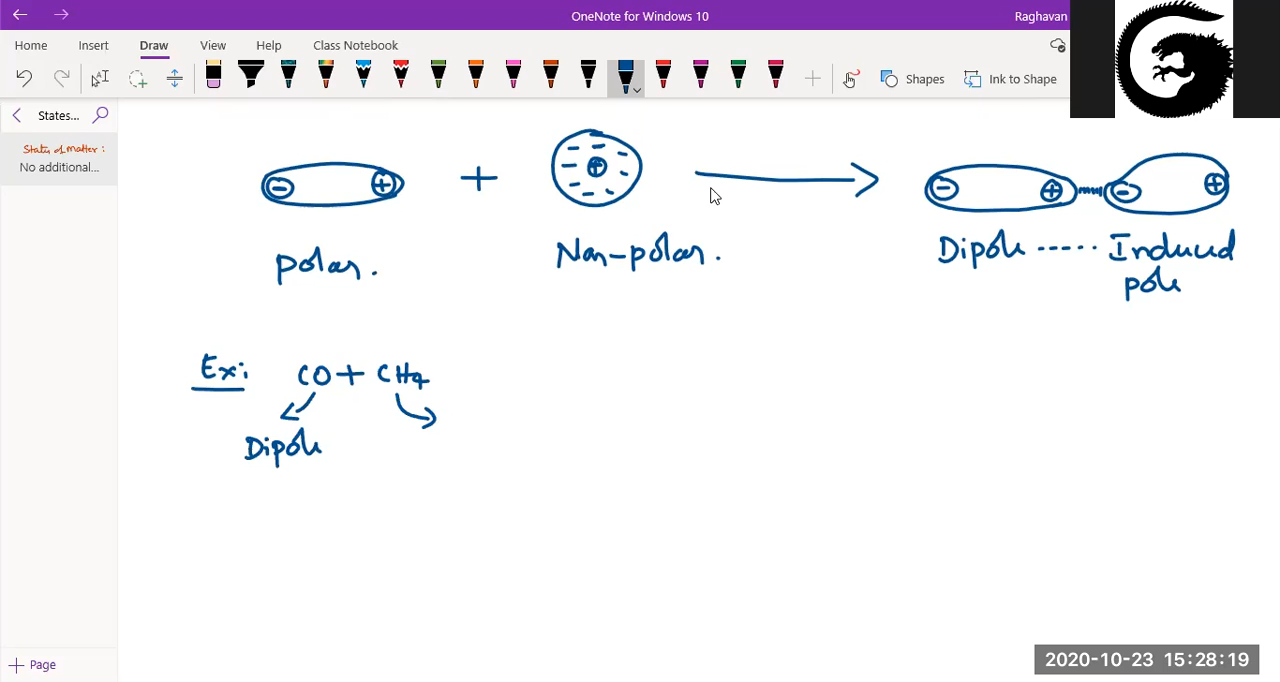 OneNote for Windows 10
Raghavan
Home Insert Draw View Help Class Notebook
Shapes Ink to Shape
States...
States of Matter :
No additional...
⊖ ⊕ + ⊕ ⊖ ⊕ ⊖ ⊕
Polar. Non-polar. Dipole ----- Induced
pole
Ex: CO + CH4
Dipole
+ Page
2020-10-23 15:28:19